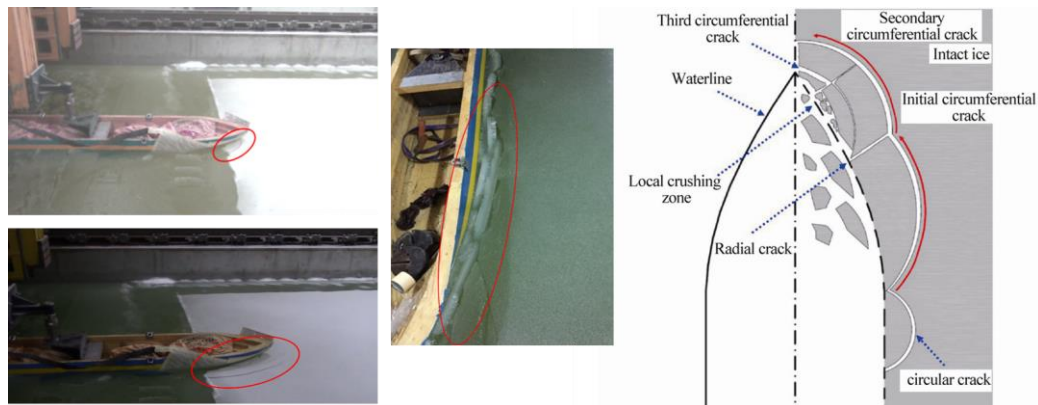 Third circumferential
crack
Secondary
circumferential crack
Intact ice
Waterline
Initial circumferential
crack
Local crushing
zone
Radial crack
circular crack